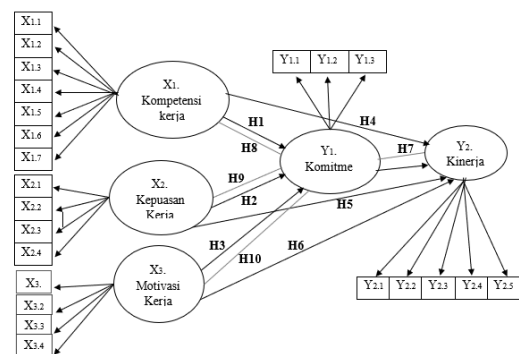 X1.1
X1.2
X1.3
X1.4
X1.5
X1.6
X1.7
X2.1
X2.2
X2.3
X2.4
X3.
X3.2
X3.3
X3.4
X1.
Kompetensi
kerja
X2.
Kepuasan
Kerja
X3.
Motivasi
Kerja
H1
H8
H9
H2
H3
H10
H4
H5
H6
H7
Y1.1 Y1.2 Y1.3
Y1.
Komitme
Y2.
Kinerja
Y2.1 Y2.2 Y2.3 Y2.4 Y2.5